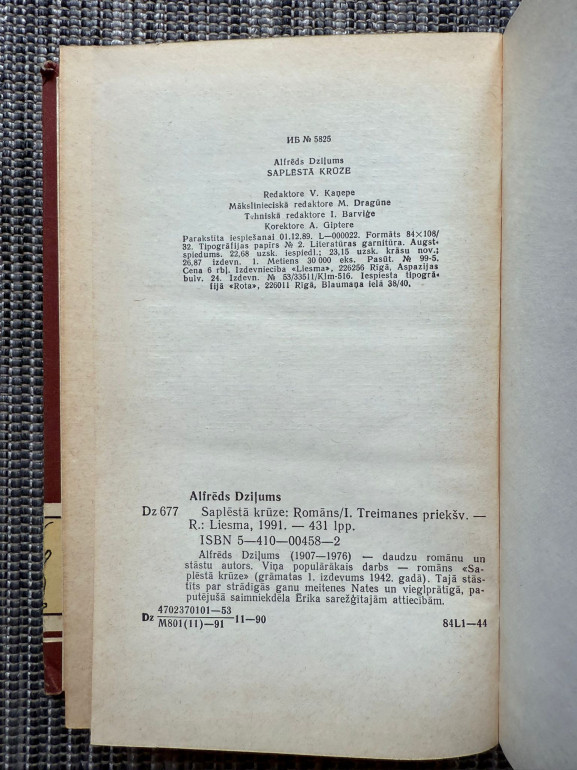 ИБ № 5825
Alfrēds Dziļums
SAPLĒSTĀ KRŪZE
Redaktore V. Kaņepe
Mākslinieciskā redaktore M. Dragūne
Tehniskā redaktore I. Barviģe
Korektore A. Giptere
Parakstīta iespiešanai 01.12.89. L—000022. Formāts 84×108/
32. Tipogrāfijas papīrs № 2. Literatūras garnitūra. Augst-
spiedums. 22,68 uzsk. iespiedl.; 23,15 uzsk. krāsu nov.;
26,87 izdevn. l. Metiens 30 000 eks. Pasūt. № 99-5.
Cena 6 rbļ. Izdevniecība «Liesma», 226256 Rīgā, Aspazijas
bulv. 24. Izdevn. № 53/33511/Klm-516. Iespiesta tipogrā-
fijā «Rota», 226011 Rīgā, Blaumaņa ielā 38/40.
Alfrēds Dziļums
Dz 677 Saplēstā krūze: Romāns/I. Treimanes priekšv. —
R.: Liesma, 1991. — 431 lpp.
ISBN 5—410—00458—2
Alfrēds Dziļums (1907—1976) — daudzu romānu un
stāstu autors. Viņa populārākais darbs — romāns «Sa-
plēstā krūze» (grāmatas 1. izdevums 1942. gadā). Tajā stās-
tīts par strādīgās ganu meitenes Nates un vieglprātīgā, pa-
putējušā saimniekdēla Ērika sarežģītajām attiecībām.
4702370101—53
Dz 11—90
M801(11)—91 84L1—44